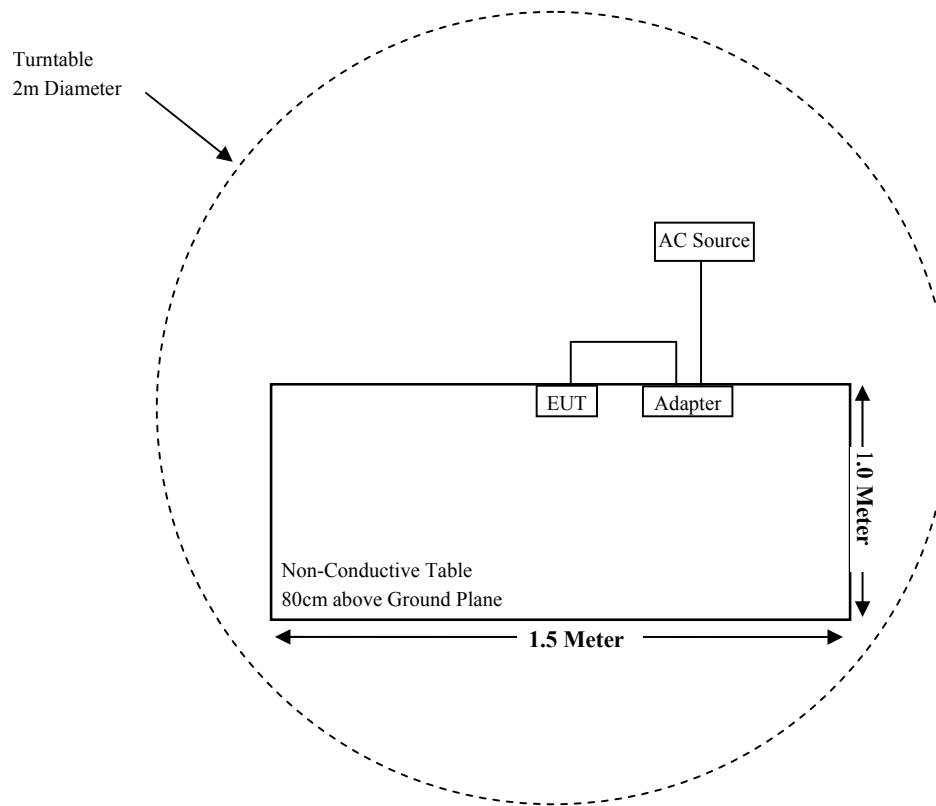 Turntable
2m Diameter
AC Source
EUT
Adapter
1.0 Meter
Non-Conductive Table
80cm above Ground Plane
1.5 Meter